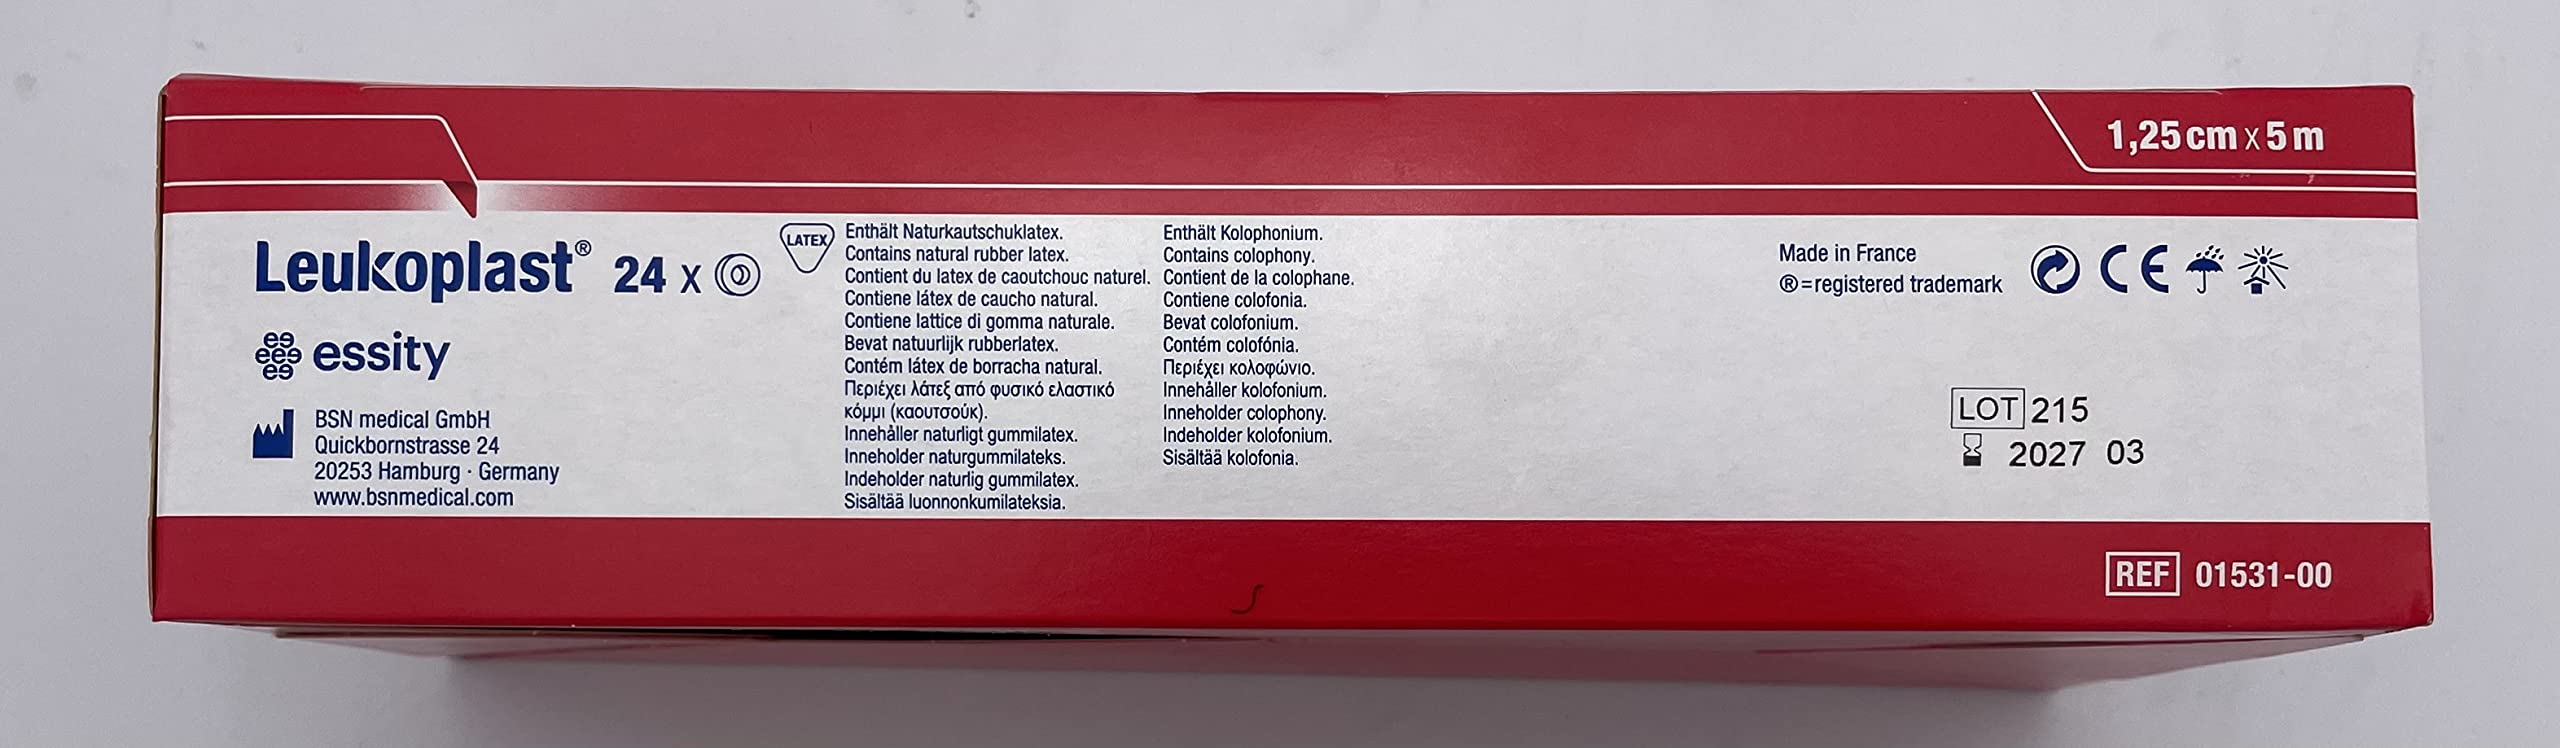 1,25 cm x 5 m
Leukoplast® 24 x
essity
BSN medical GmbH
Quickbornstrasse 24
20253 Hamburg · Germany
www.bsnmedical.com
LATEX
Enthält Naturkautschuklatex.
Contains natural rubber latex.
Contient du latex de caoutchouc naturel.
Contiene látex de caucho natural.
Contiene lattice di gomma naturale.
Bevat natuurlijk rubberlatex.
Contém látex de borracha natural.
Περιέχει λάτεξ από φυσικό ελαστικό
κόμμι (καουτσούκ).
Innehåller naturligt gummilatex.
Inneholder naturgummilateks.
Indeholder naturlig gummilatex.
Sisältää luonnonkumilateksia.
Enthält Kolophonium.
Contains colophony.
Contient de la colophane.
Contiene colofonia.
Bevat colofonium.
Contém colofónia.
Περιέχει κολοφώνιο.
Innehåller kolofonium.
Inneholder colophony.
Indeholder kolofonium.
Sisältää kolofonia.
Made in France
®=registered trademark
CE
LOT 215
2027 03
REF 01531-00